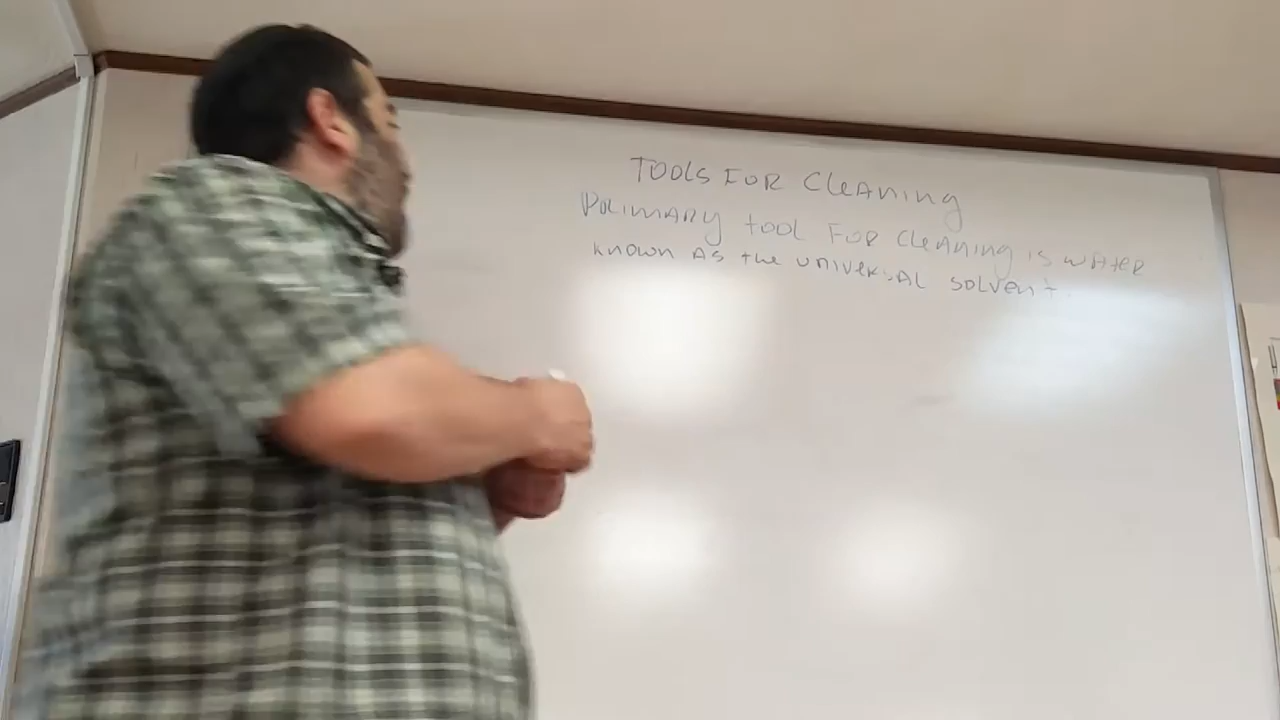 TOOLS FOR CLeANING
PRIMARY tool FOR CleANING is wAteR
known AS the UNIVERSAL SOLVENT.